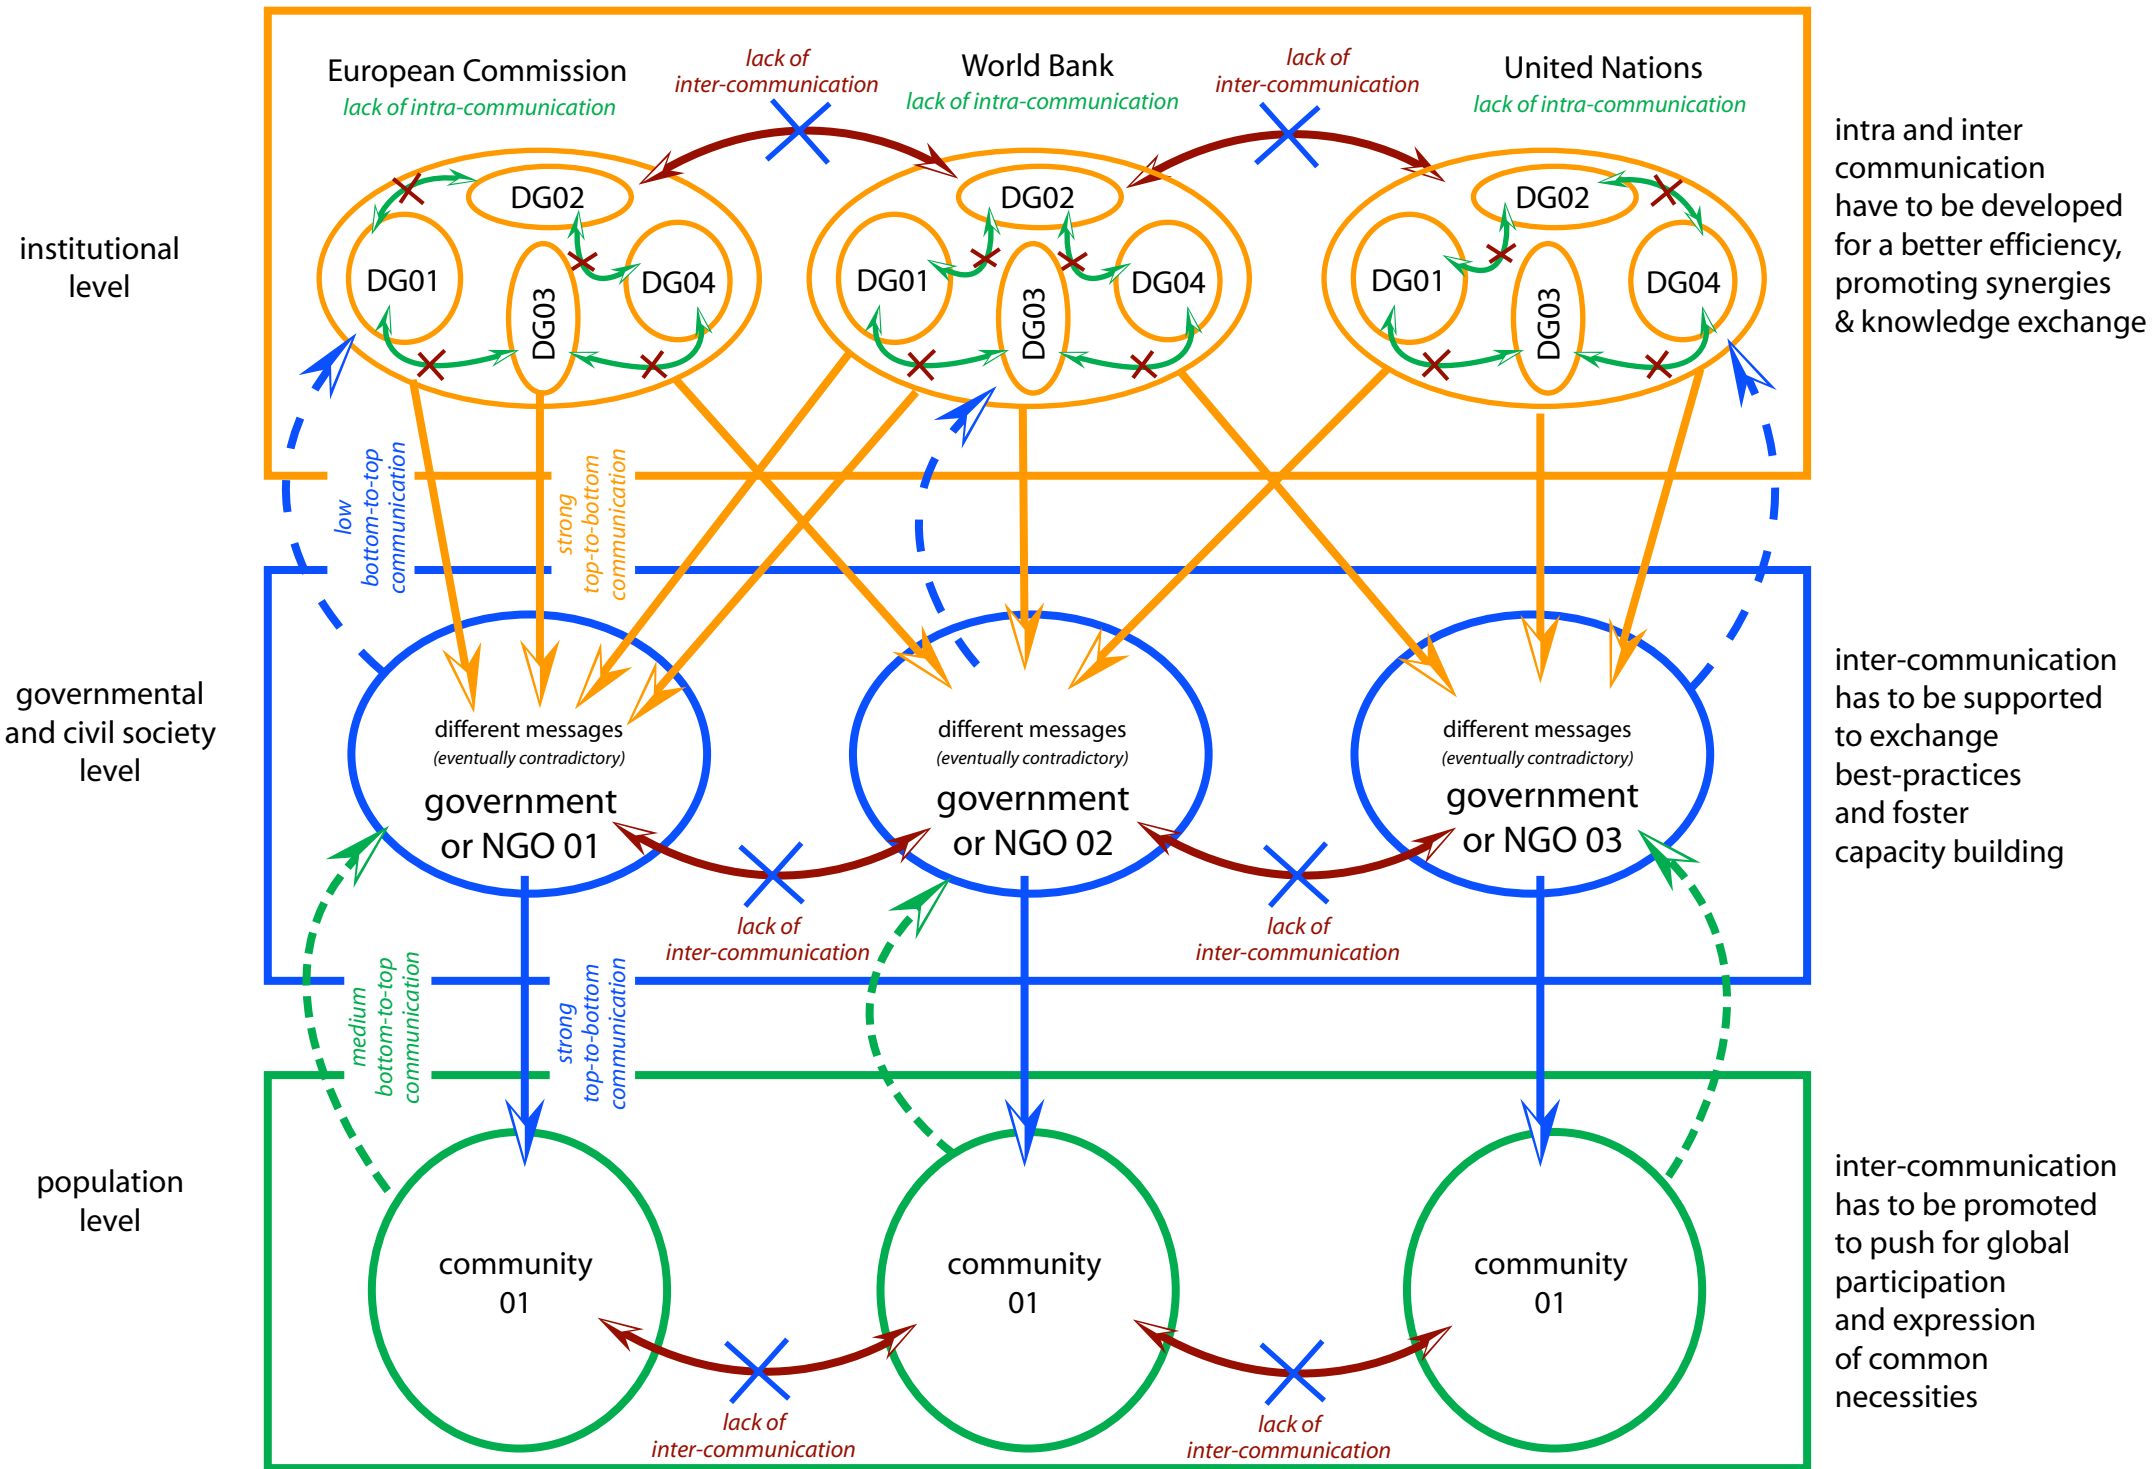 European Commission
lack of intra-communication
lack of
inter-communication
World Bank
lack of intra-communication
lack of
inter-communication
United Nations
lack of intra-communication
institutional
level
DG02
DG01
DG03
DG04
DG02
DG01
DG03
DG04
DG02
DG01
DG03
DG04
intra and inter
communication
have to be developed
for a better efficiency,
promoting synergies
& knowledge exchange
low
bottom-to-top
communication
strong
top-to-bottom
communication
governmental
and civil society
level
different messages
(eventually contradictory)
government
or NGO 01
different messages
(eventually contradictory)
government
or NGO 02
different messages
(eventually contradictory)
government
or NGO 03
lack of
inter-communication
lack of
inter-communication
inter-communication
has to be supported
to exchange
best-practices
and foster
capacity building
medium
bottom-to-top
communication
strong
top-to-bottom
communication
population
level
community
01
community
01
community
01
lack of
inter-communication
lack of
inter-communication
inter-communication
has to be promoted
to push for global
participation
and expression
of common
necessities